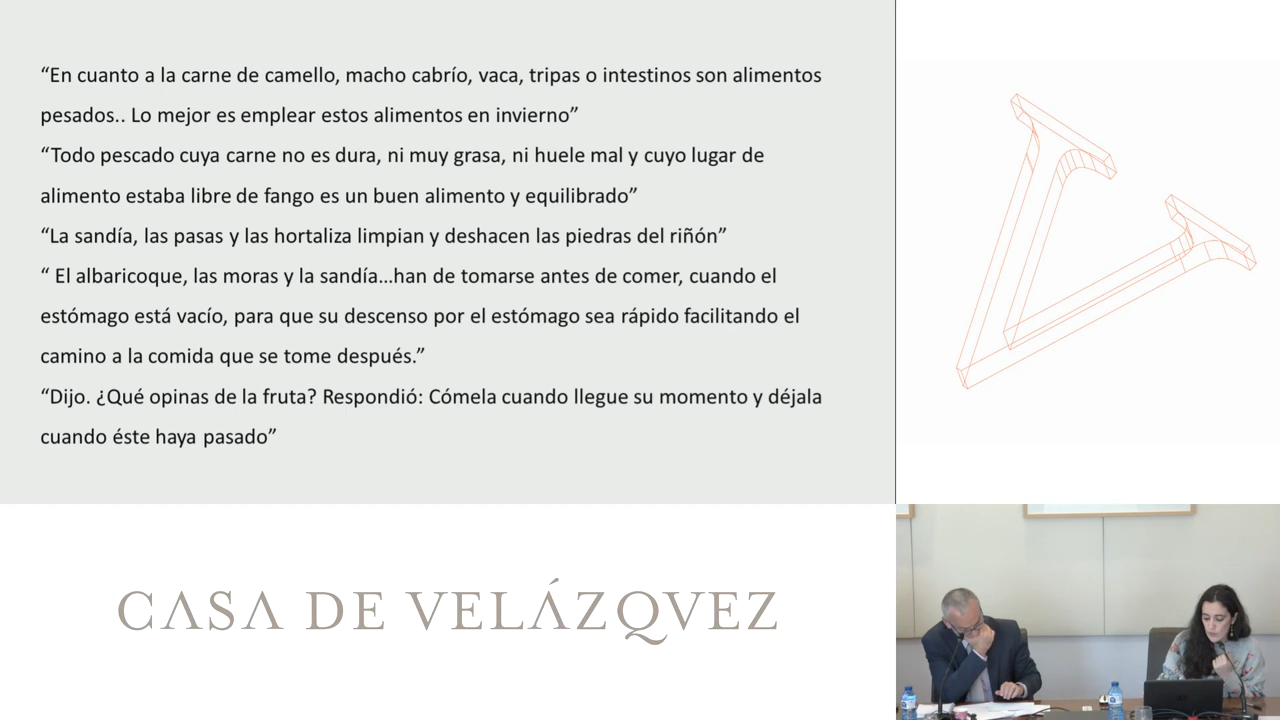 “En cuanto a la carne de camello, macho cabrío, vaca, tripas o intestinos son alimentos
pesados.. Lo mejor es emplear estos alimentos en invierno”
“Todo pescado cuya carne no es dura, ni muy grasa, ni huele mal y cuyo lugar de
alimento estaba libre de fango es un buen alimento y equilibrado”
“La sandía, las pasas y las hortaliza limpian y deshacen las piedras del riñón”
“ El albaricoque, las moras y la sandía…han de tomarse antes de comer, cuando el
estómago está vacío, para que su descenso por el estómago sea rápido facilitando el
camino a la comida que se tome después.”
“Dijo. ¿Qué opinas de la fruta? Respondió: Cómela cuando llegue su momento y déjala
cuando éste haya pasado”
CASA DE VELÁZQVEZ